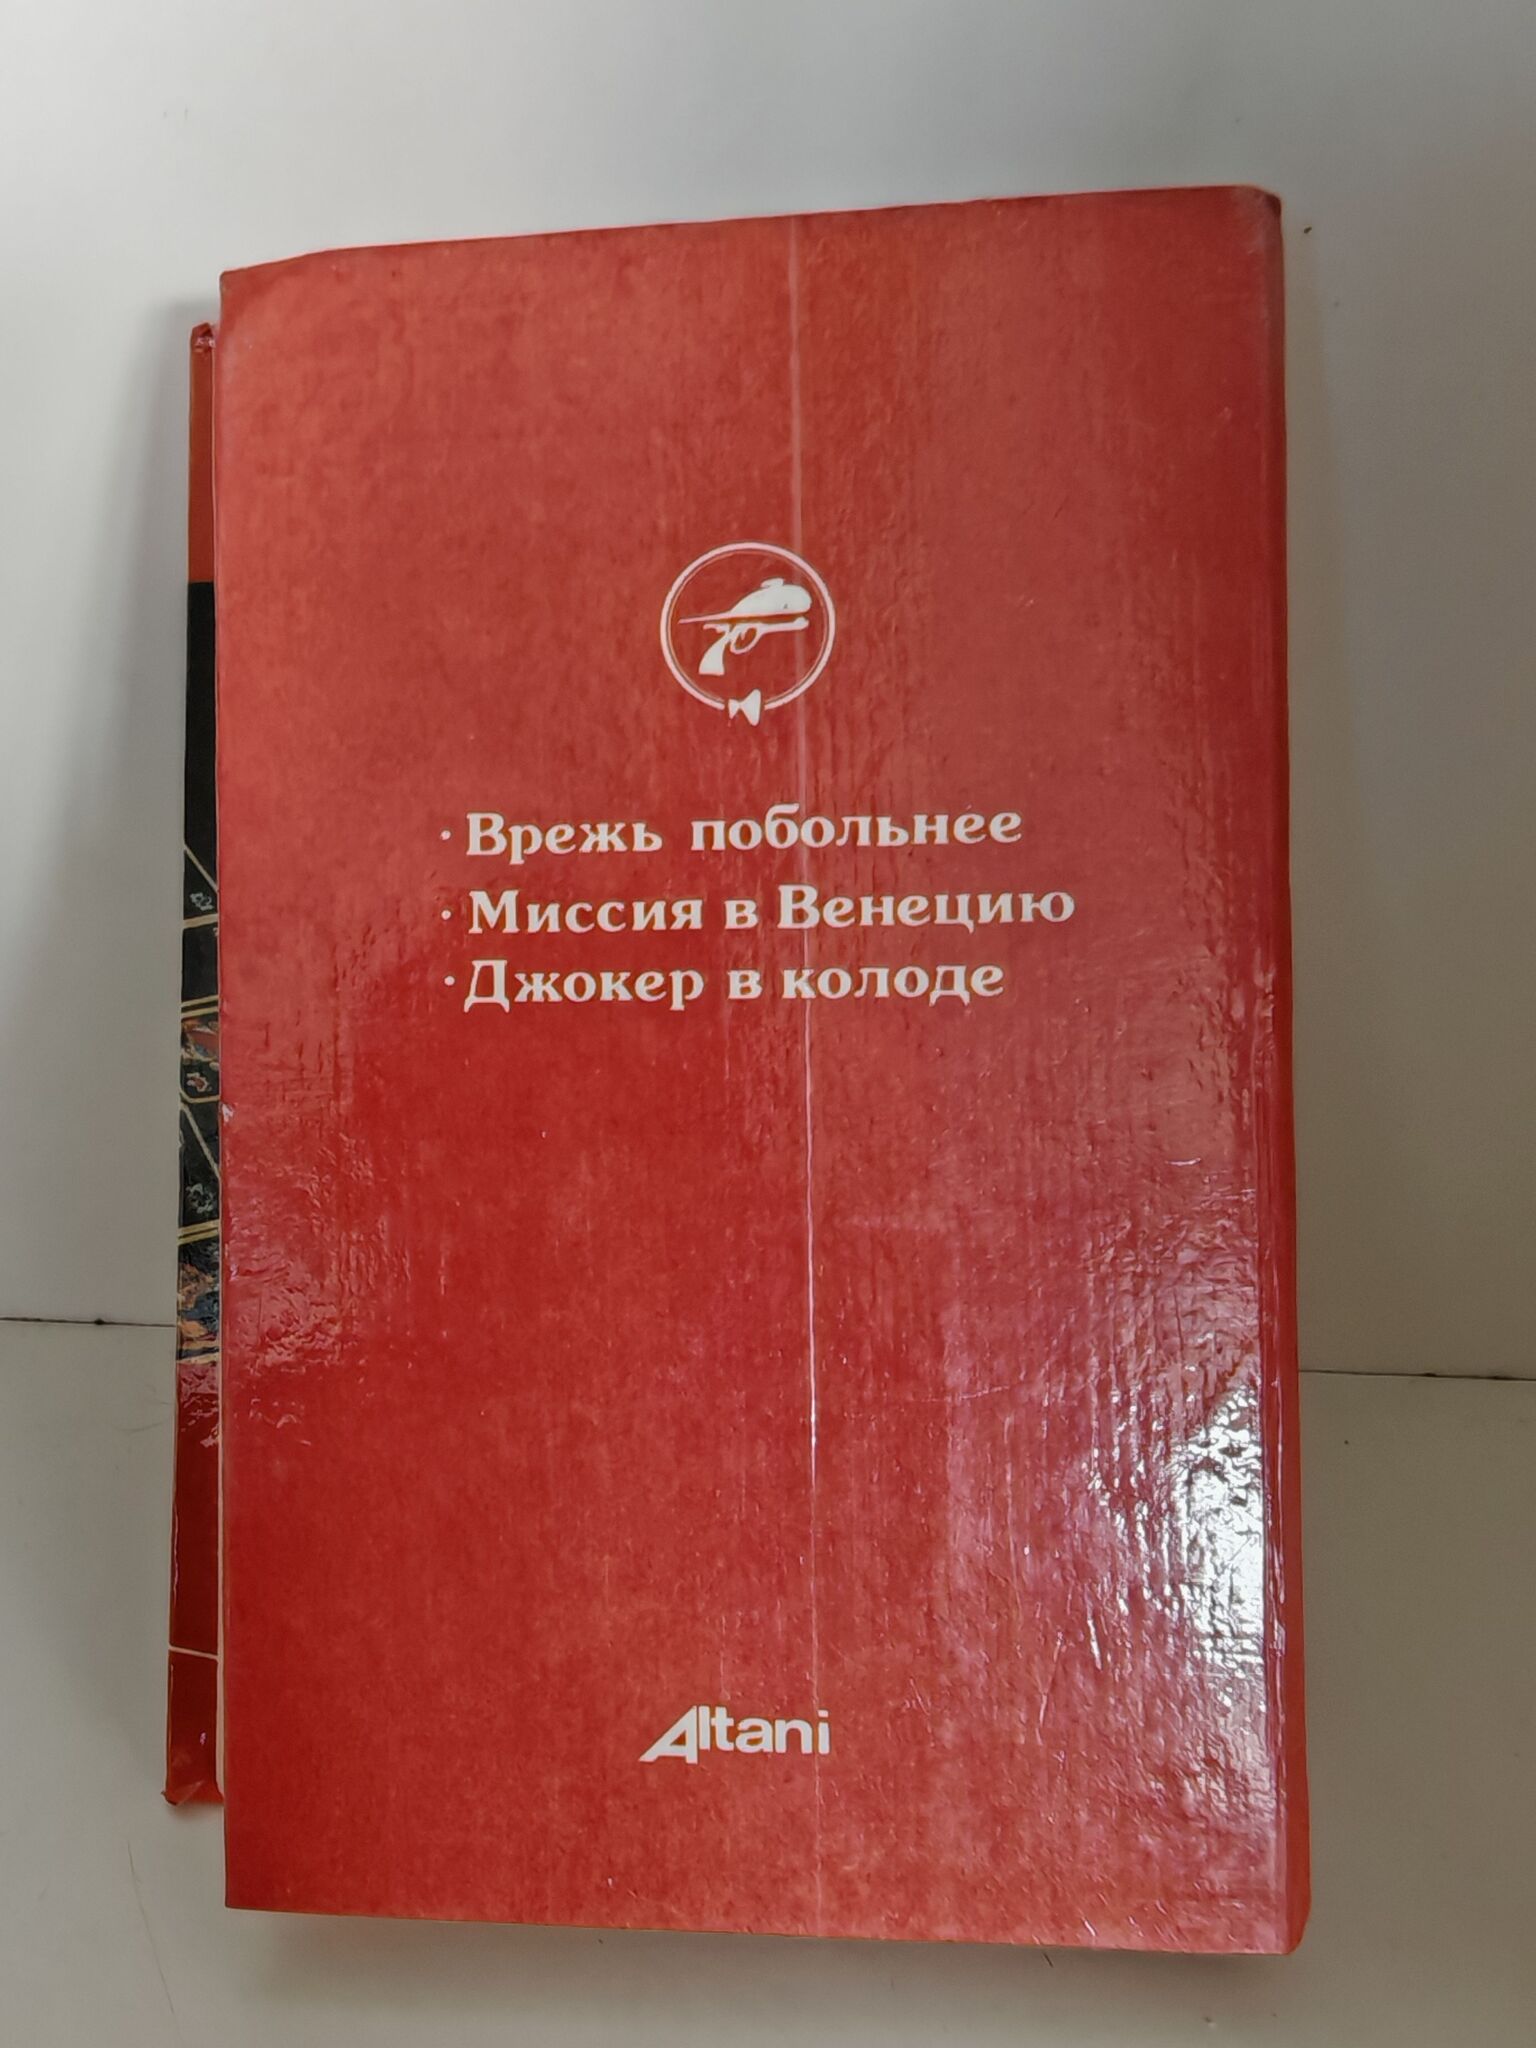 · Врежь побольнее
· Миссия в Венецию
· Джокер в колоде
Altani